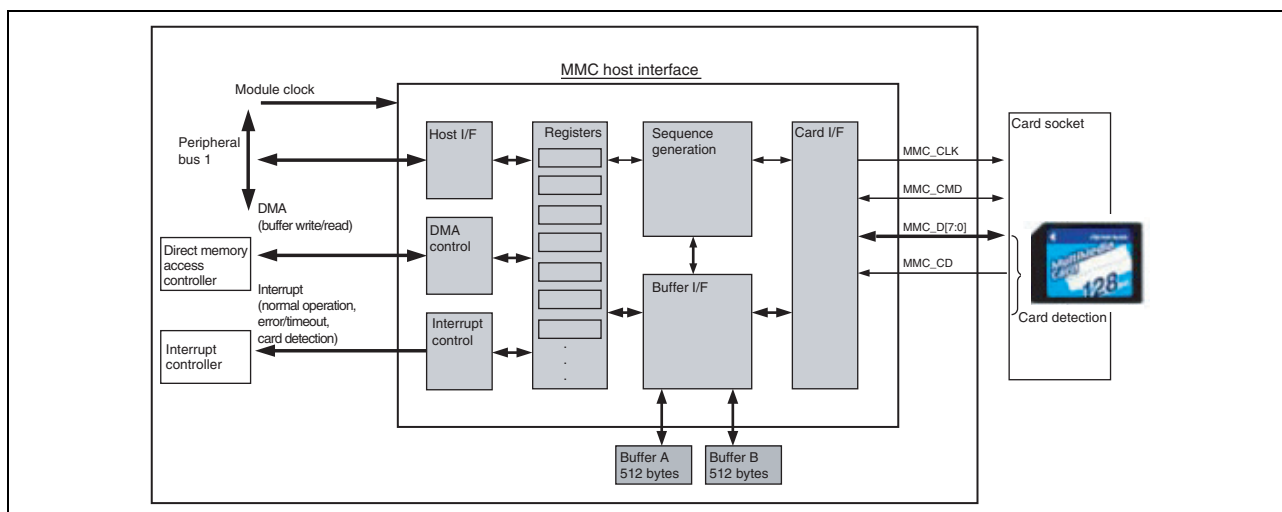 MMC host interface
Module clock
Peripheral
bus 1
Host I/F
Registers
Sequence
generation
Card I/F
Card socket
MMC_CLK
MMC_CMD
DMA
(buffer write/read)
DMA
control
MMC_D[7:0]
Direct memory
access
controller
MMC_CD
MultiMedia
Card
128
Interrupt
(normal operation,
error/timeout,
card detection)
Buffer I/F
Card detection
Interrupt
control
Interrupt
controller
.
.
.
Buffer A
512 bytes
Buffer B
512 bytes